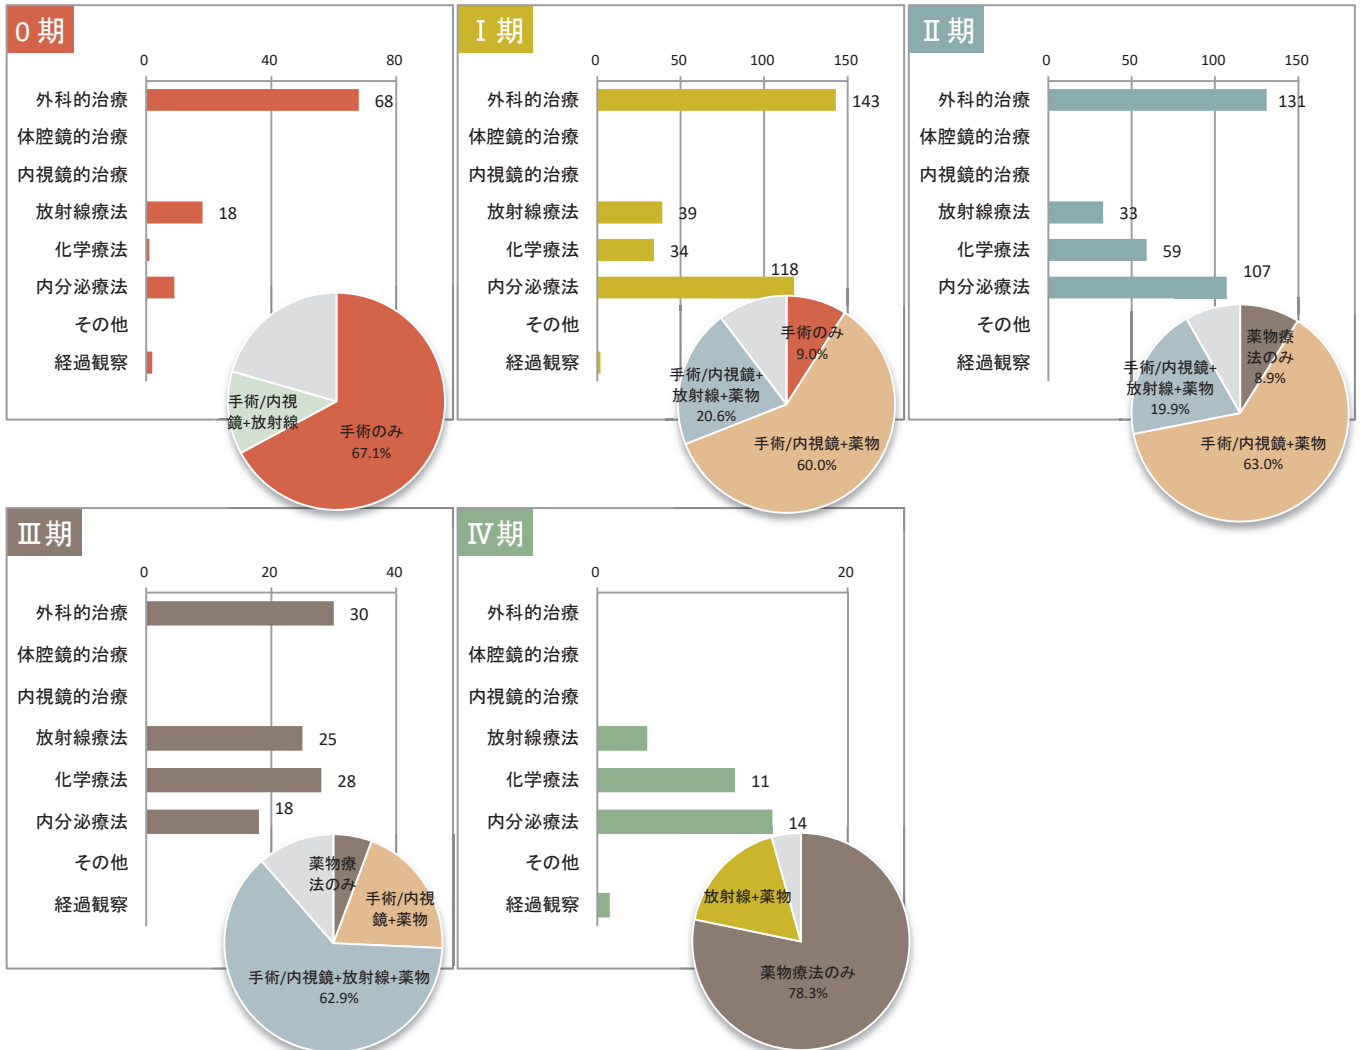 0 期
0
40
80
外科的治療
68
体腔鏡的治療
内視鏡的治療
放射線療法
18
化学療法
内分泌療法
その他
経過観察
手術/内視
鏡+放射線
手術のみ
67.1%
Ⅰ 期
0
50
100
150
外科的治療
143
体腔鏡的治療
内視鏡的治療
放射線療法
39
化学療法
34
内分泌療法
118
その他
経過観察
手術のみ
9.0%
手術/内視鏡+
放射線+薬物
20.6%
手術/内視鏡+薬物
60.0%
Ⅱ 期
0
50
100
150
外科的治療
131
体腔鏡的治療
内視鏡的治療
放射線療法
33
化学療法
59
内分泌療法
107
その他
経過観察
薬物療
法のみ
8.9%
手術/内視鏡+
放射線+薬物
19.9%
手術/内視鏡+薬物
63.0%
Ⅲ 期
0
20
40
外科的治療
30
体腔鏡的治療
内視鏡的治療
放射線療法
25
化学療法
28
内分泌療法
18
その他
経過観察
薬物療
法のみ
手術/内視
鏡+薬物
手術/内視鏡+放射線+薬物
62.9%
Ⅳ 期
0
20
外科的治療
体腔鏡的治療
内視鏡的治療
放射線療法
化学療法
11
内分泌療法
14
その他
経過観察
放射線+薬物
薬物療法のみ
78.3%